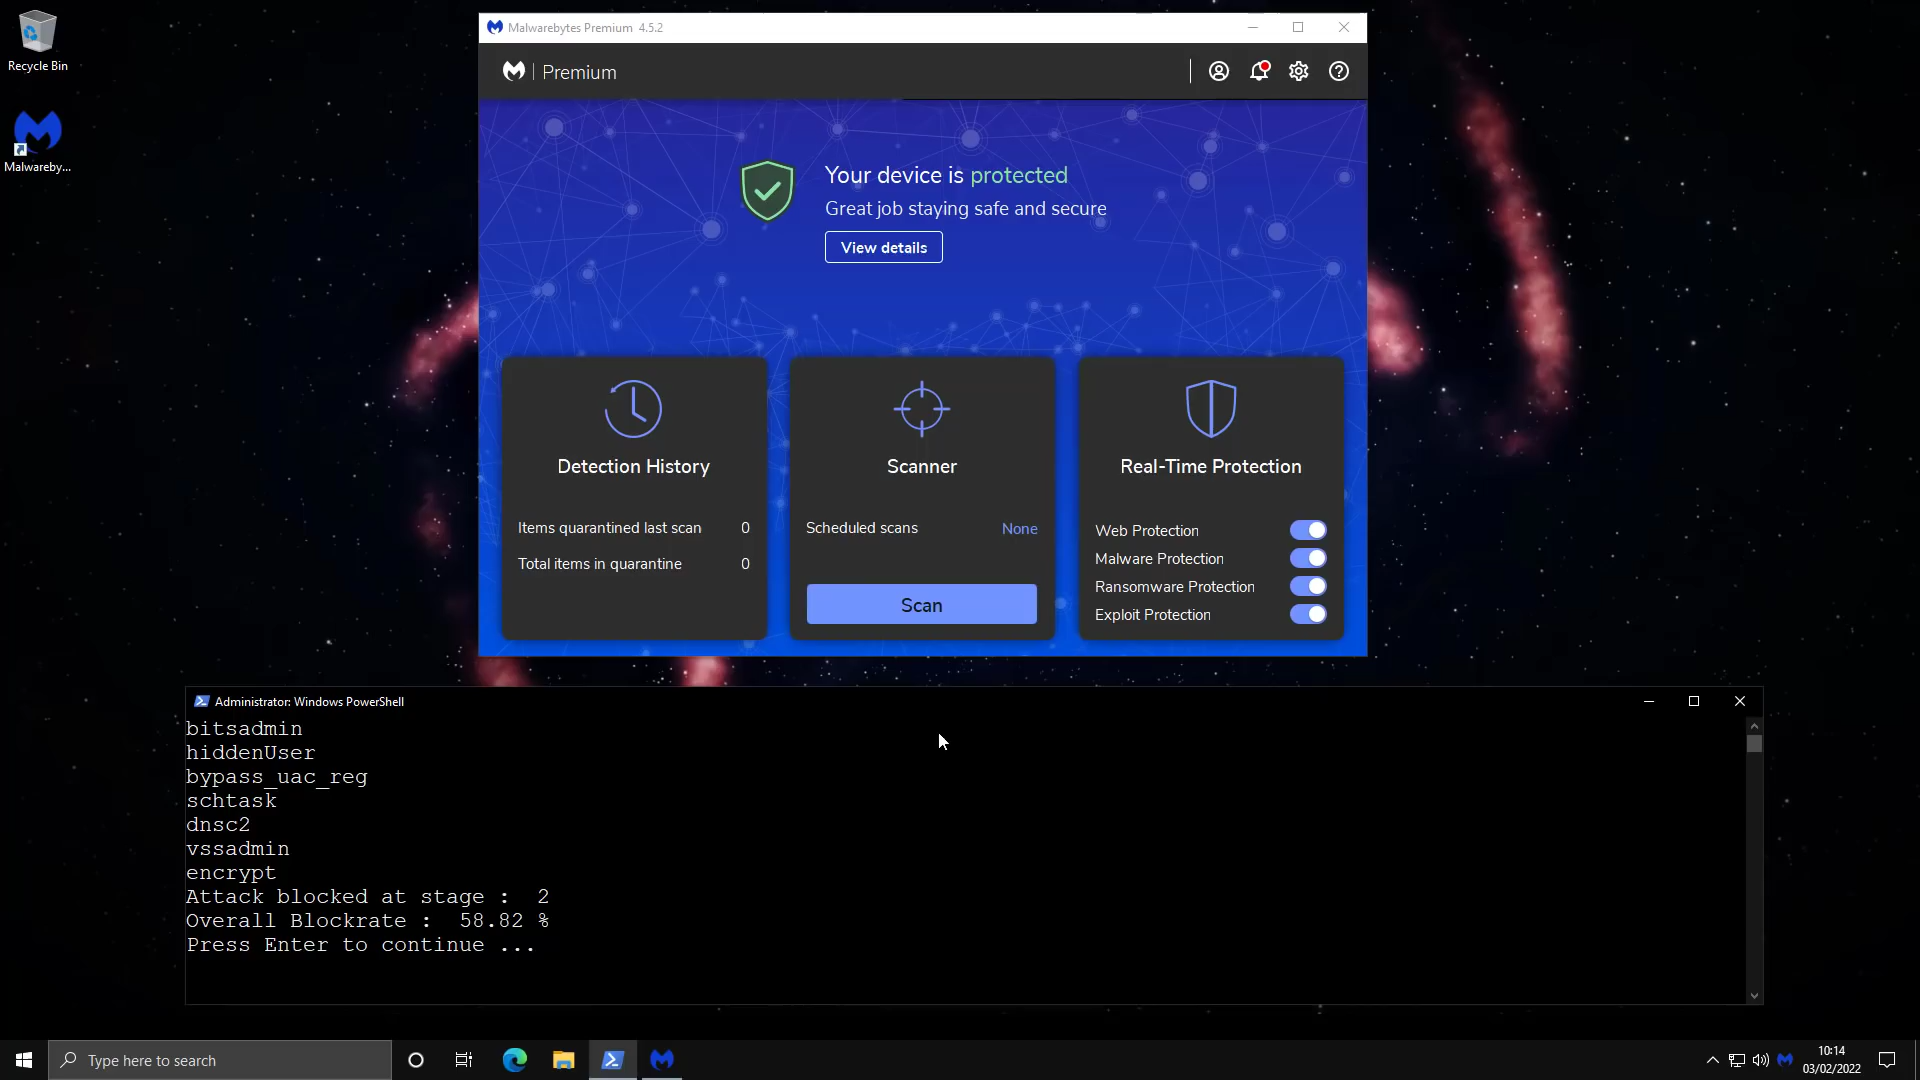 Recycle Bin
Malwareby...
Malwarebytes Premium 4.5.2
Premium
Your device is protected
Great job staying safe and secure
View details
Detection History
Items quarantined last scan 0
Total items in quarantine 0
Scanner
Scheduled scans None
Scan
Real-Time Protection
Web Protection
Malware Protection
Ransomware Protection
Exploit Protection
Administrator: Windows PowerShell
bitsadmin
hiddenUser
bypass_uac_reg
schtask
dnsc2
vssadmin
encrypt
Attack blocked at stage :  2
Overall Blockrate :  58.82 %
Press Enter to continue ...
Type here to search
10:14
03/02/2022